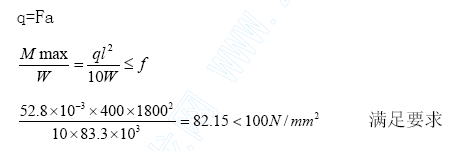 q=Fa
M max / W = ql² / 10W ≤ f
52.8×10⁻³×400×1800² / 10×83.3×10³ = 82.15 < 100N / mm² 满足要求